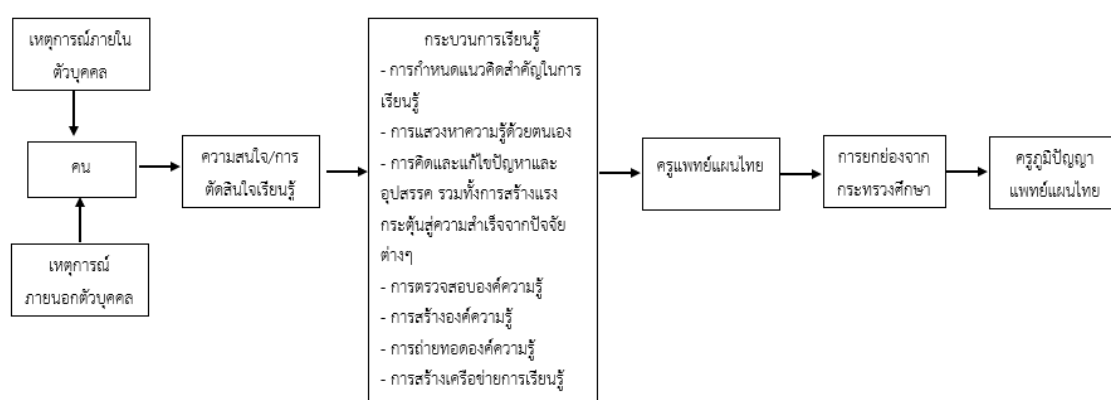 เหตุการณ์ภายใน
ตัวบุคคล
คน
เหตุการณ์
ภายนอกตัวบุคคล
ความสนใจ/การ
ตัดสินใจเรียนรู้
กระบวนการเรียนรู้
- การกำหนดแนวคิดสำคัญในการ
เรียนรู้
- การแสวงหาความรู้ด้วยตนเอง
- การคิดและแก้ไขปัญหาและ
อุปสรรค รวมทั้งการสร้างแรง
กระตุ้นสู่ความสำเร็จจากปัจจัย
ต่างๆ
- การตรวจสอบองค์ความรู้
- การสร้างองค์ความรู้
- การถ่ายทอดองค์ความรู้
- การสร้างเครือข่ายการเรียนรู้
ครูแพทย์แผนไทย
การยกย่องจาก
กระทรวงศึกษา
ครูภูมิปัญญา
แพทย์แผนไทย